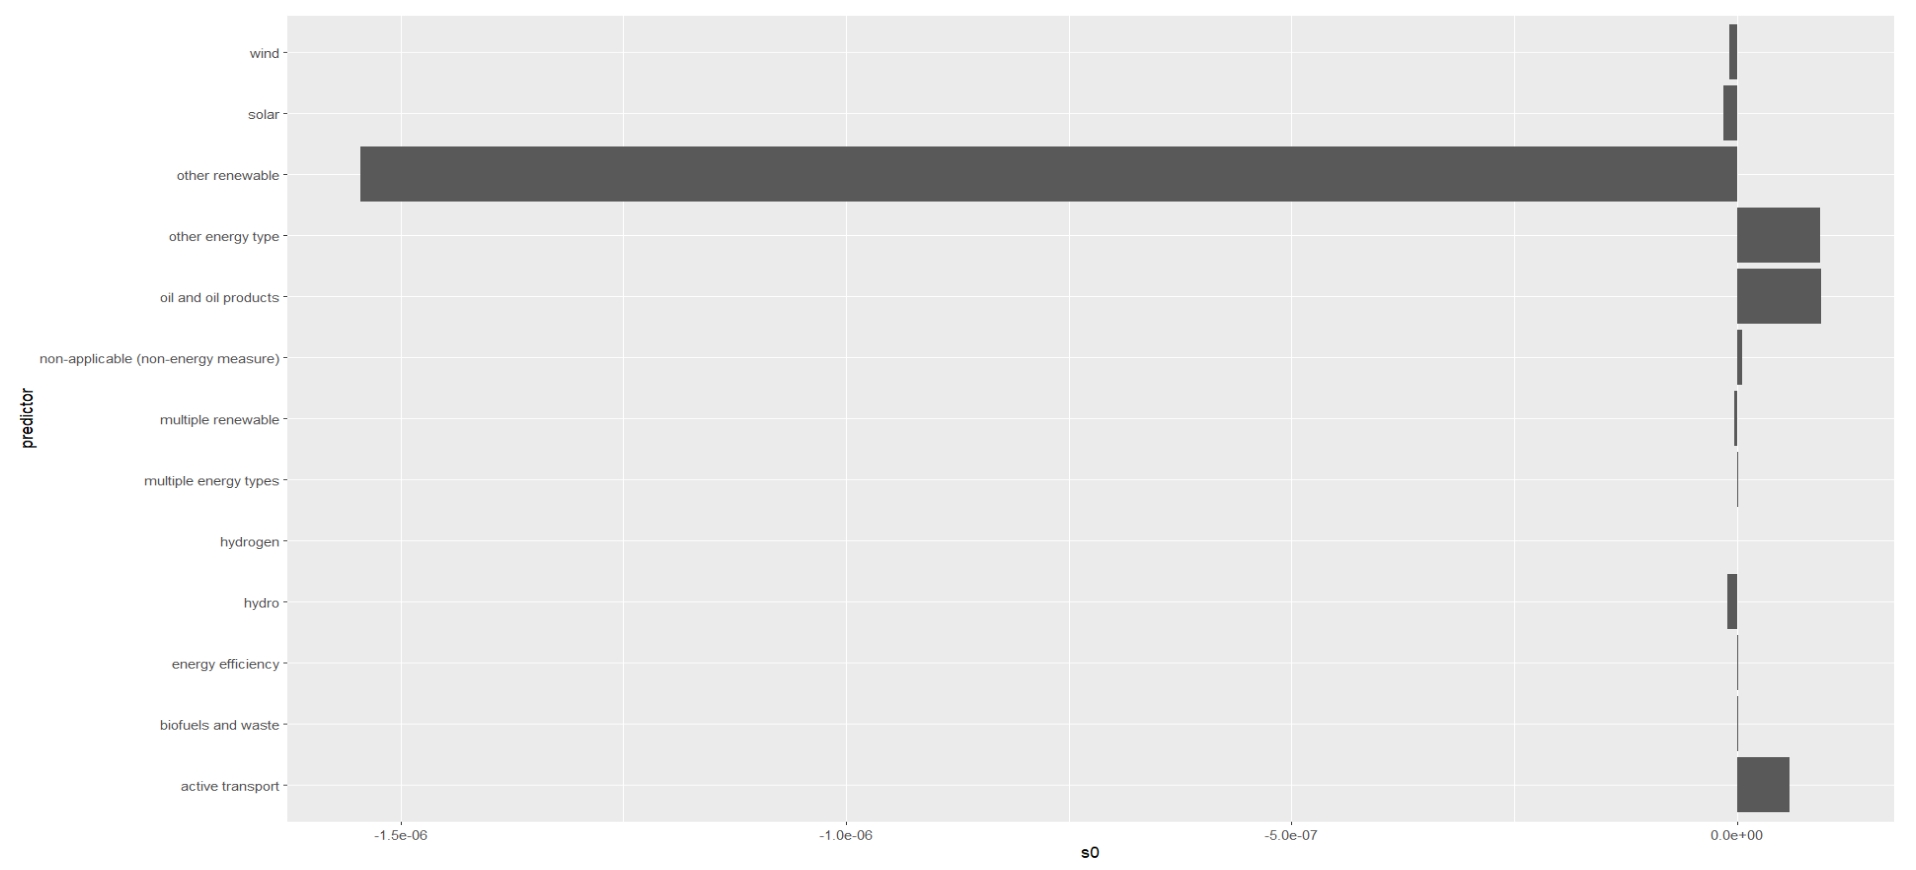 wind
solar
other renewable
other energy type
oil and oil products
non-applicable (non-energy measure)
multiple renewable
multiple energy types
hydrogen
hydro
energy efficiency
biofuels and waste
active transport
predictor
-1.5e-06 -1.0e-06 -5.0e-07 0.0e+00
s0